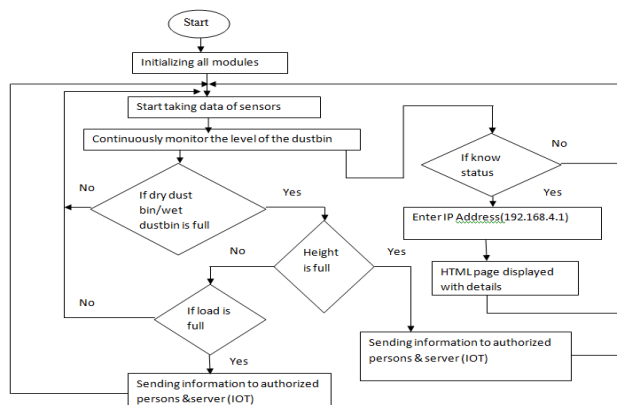 Start
Initializing all modules
Start taking data of sensors
Continuously monitor the level of the dustbin
No
If know
status
No
If dry dust
bin/wet
dustbin is full
Yes
Yes
Enter IP Address(192.168.4.1)
No
Height
is full
Yes
HTML page displayed
with details
No
If load is
full
Sending information to authorized
persons & server (IOT)
Yes
Sending information to authorized
persons &server (IOT)